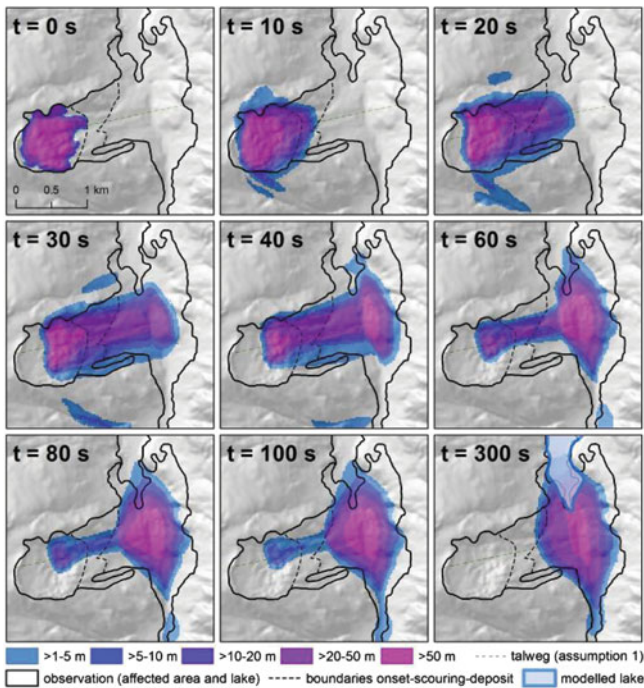 t = 0 s
t = 10 s
t = 20 s
0 0.5 1 km
t = 30 s
t = 40 s
t = 60 s
t = 80 s
t = 100 s
t = 300 s
>1-5 m >5-10 m >10-20 m >20-50 m >50 m talweg (assumption 1)
observation (affected area and lake) boundaries onset-scouring-deposit modelled lake